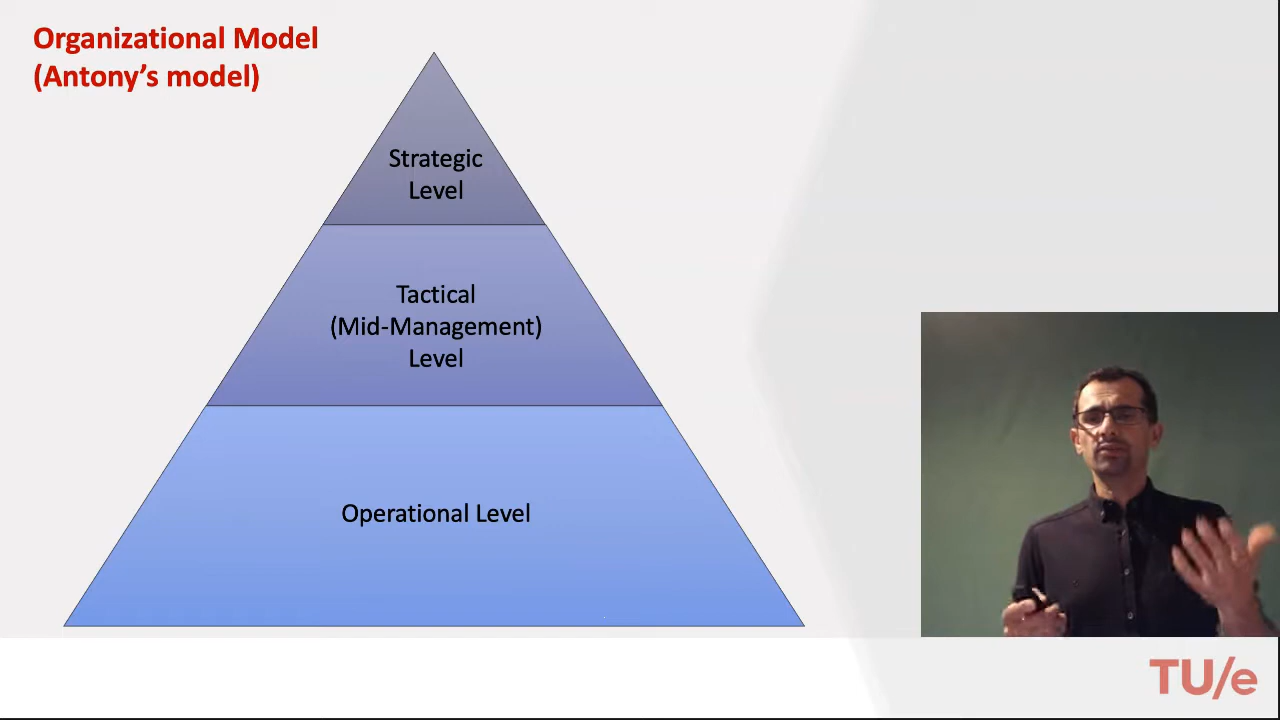 Organizational Model
(Antony’s model)
Strategic
Level
Tactical
(Mid-Management)
Level
Operational Level
TU/e